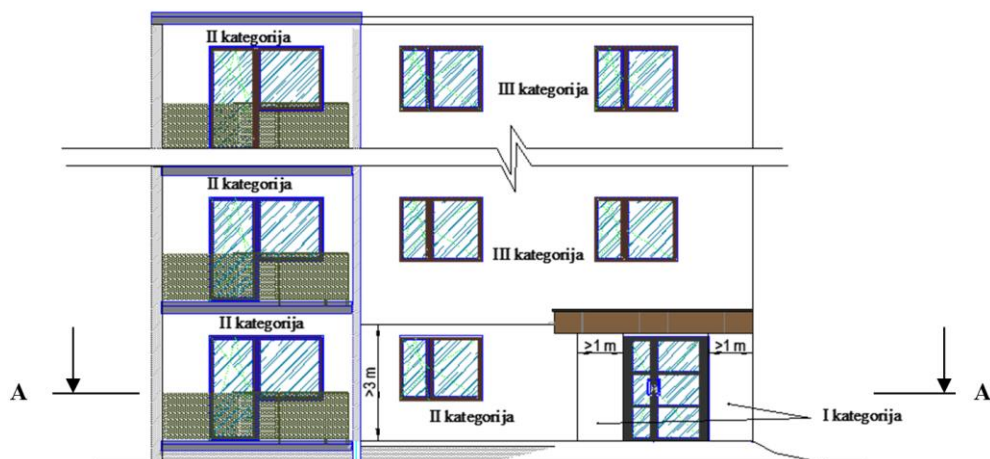 II kategorija
III kategorija
II kategorija
III kategorija
II kategorija
≥1 m
≥1 m
>3 m
A
A
II kategorija
I kategorija